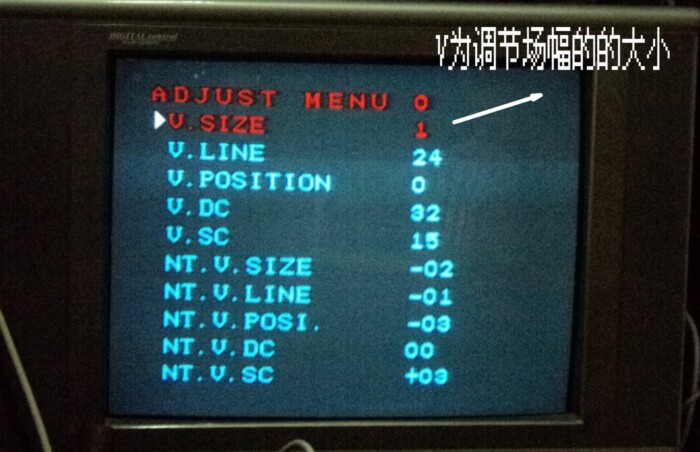 DIGITAL control
V为调节场幅的的大小
ADJUST MENU 0
V.SIZE 1
V.LINE 24
V.POSITION 0
V.DC 32
V.SC 15
NT.V.SIZE -02
NT.V.LINE -01
NT.V.POSI. -03
NT.V.DC 00
NT.V.SC +03